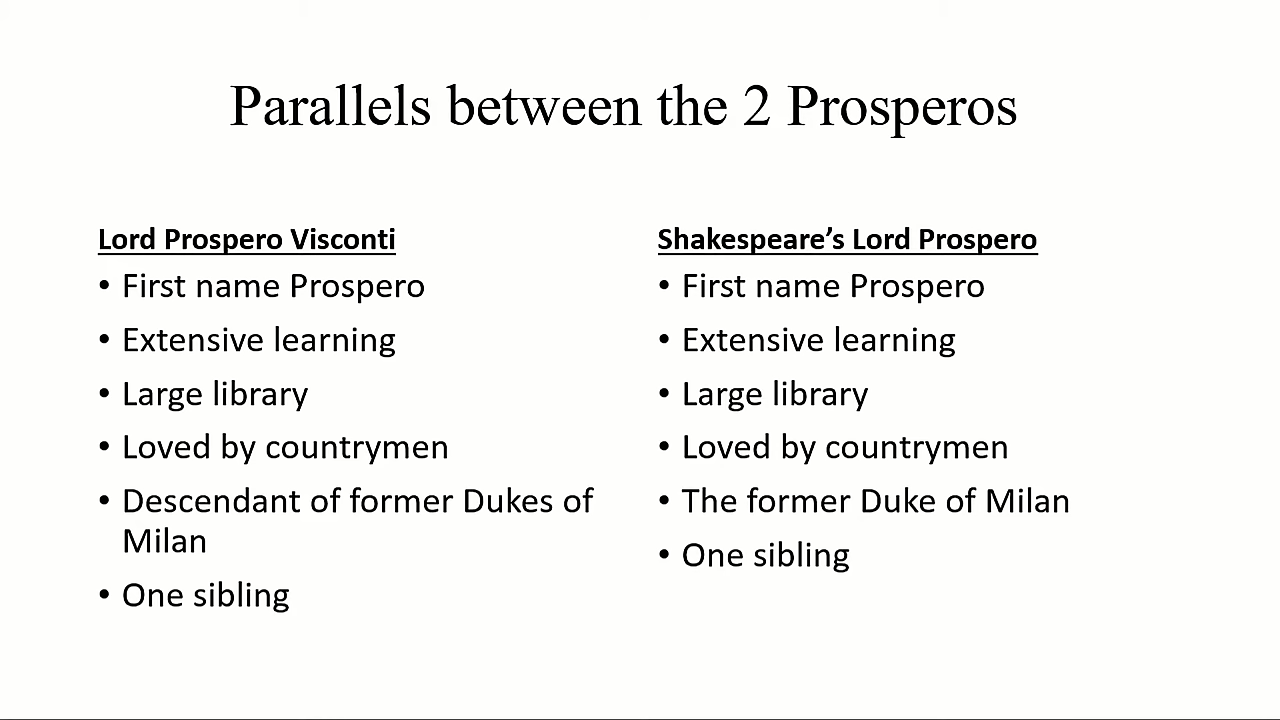 Parallels between the 2 Prosperos
Lord Prospero Visconti
• First name Prospero
• Extensive learning
• Large library
• Loved by countrymen
• Descendant of former Dukes of
Milan
• One sibling
Shakespeare’s Lord Prospero
• First name Prospero
• Extensive learning
• Large library
• Loved by countrymen
• The former Duke of Milan
• One sibling